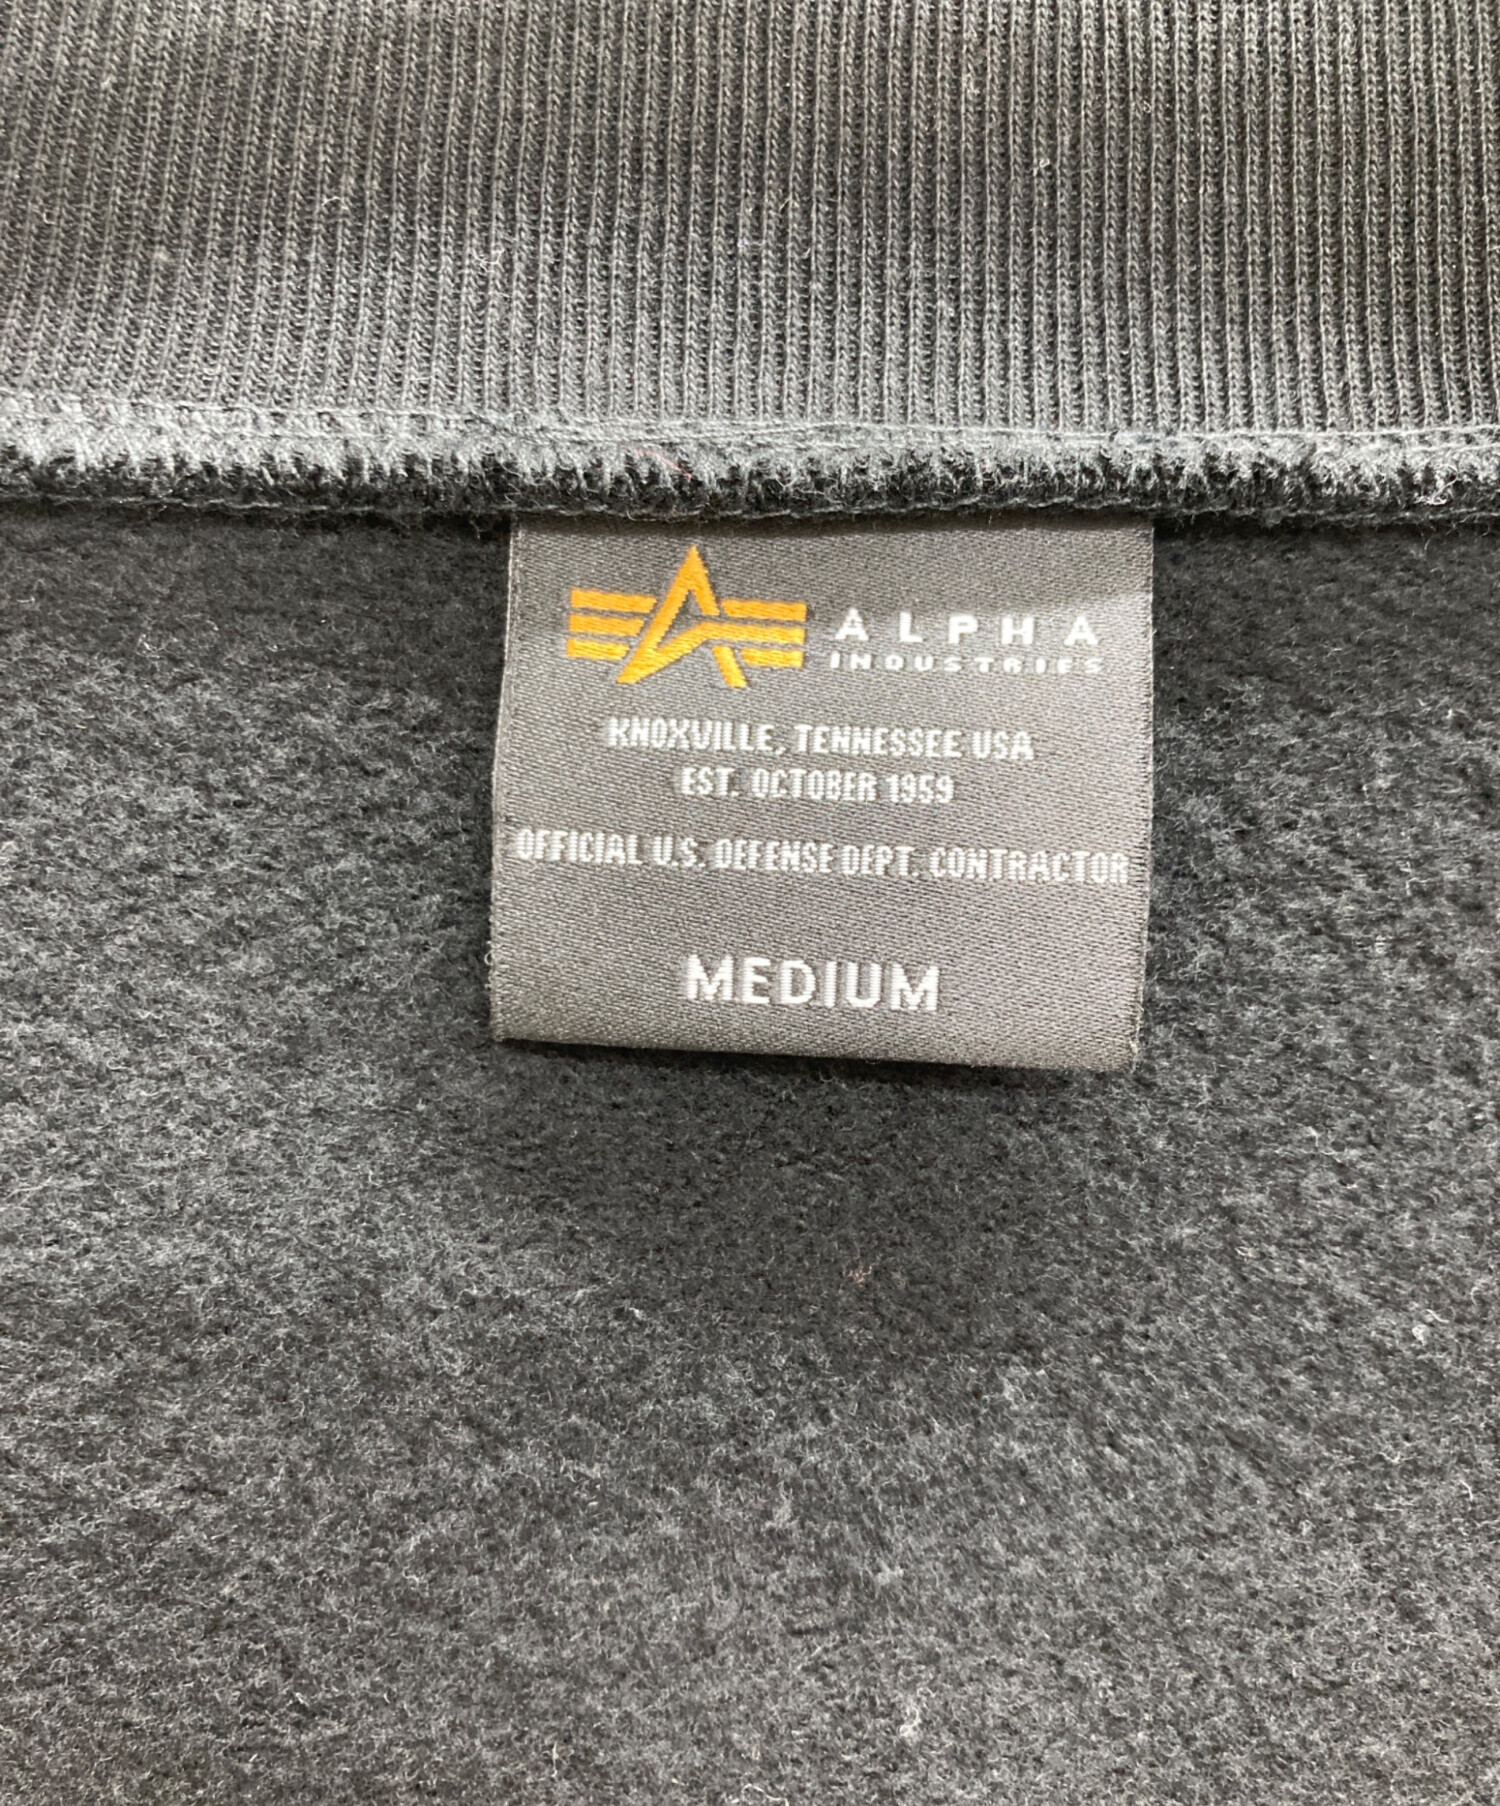 ALPHA
INDUSTRIES
KNOXVILLE, TENNESSEE USA
EST. OCTOBER 1959
OFFICIAL U.S. DEFENSE DEPT. CONTRACTOR
MEDIUM